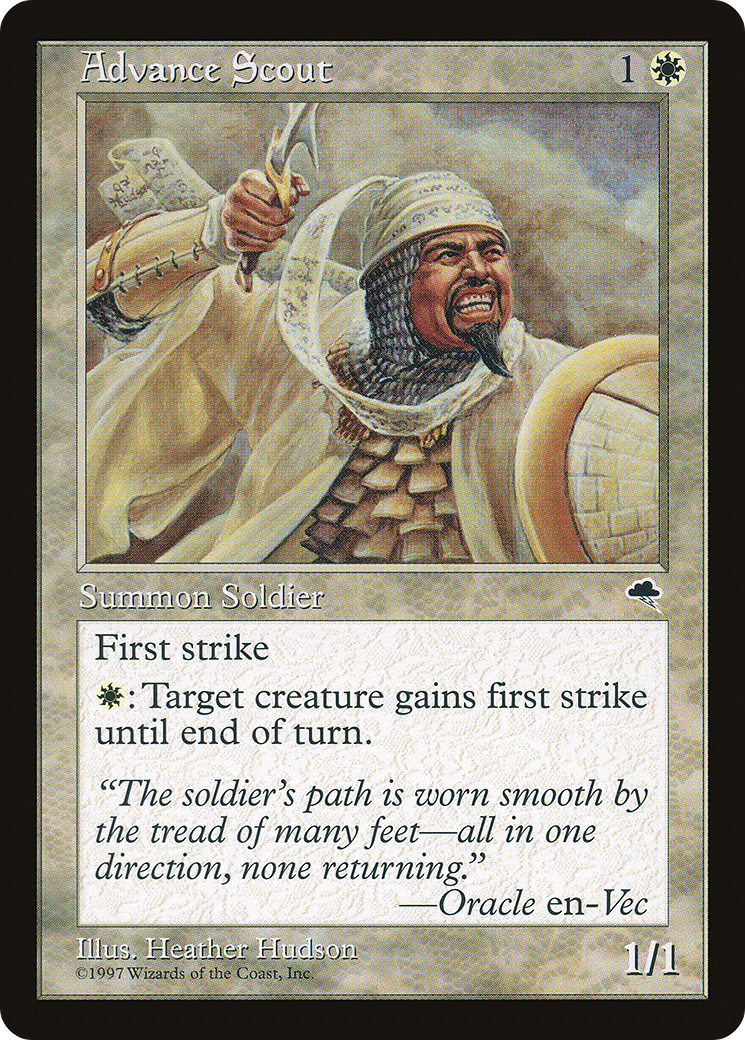 Advance Scout 1
Summon Soldier
First strike
: Target creature gains first strike
until end of turn.
“The soldier’s path is worn smooth by
the tread of many feet—all in one
direction, none returning.”
—Oracle en-Vec
Illus. Heather Hudson
©1997 Wizards of the Coast, Inc.
1/1